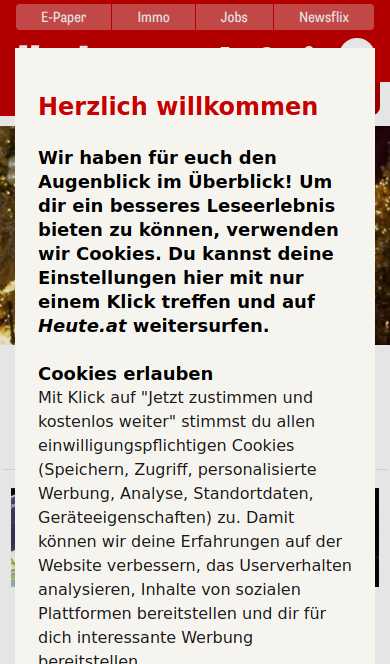 E-Paper Immo Jobs Newsflix
Herzlich willkommen
Wir haben für euch den
Augenblick im Überblick! Um
dir ein besseres Leseerlebnis
bieten zu können, verwenden
wir Cookies. Du kannst deine
Einstellungen hier mit nur
einem Klick treffen und auf
Heute.at weitersurfen.
Cookies erlauben
Mit Klick auf "Jetzt zustimmen und
kostenlos weiter" stimmst du allen
einwilligungspflichtigen Cookies
(Speichern, Zugriff, personalisierte
Werbung, Analyse, Standortdaten,
Geräteeigenschaften) zu. Damit
können wir deine Erfahrungen auf der
Website verbessern, das Userverhalten
analysieren, Inhalte von sozialen
Plattformen bereitstellen und dir für
dich interessante Werbung
bereitstellen